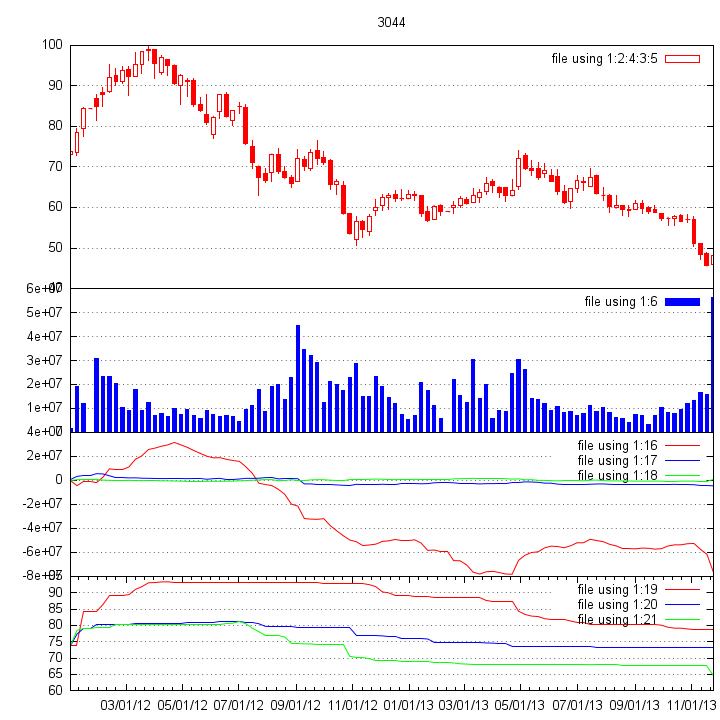 3044
100
file using 1:2:4:3:5
90
80
70
60
50
40
6e+07
file using 1:6
5e+07
4e+07
3e+07
2e+07
1e+07
0
4e+07
file using 1:16
2e+07
file using 1:17
0
file using 1:18
-2e+07
-4e+07
-6e+07
-8e+07
95
90
file using 1:19
85
file using 1:20
80
file using 1:21
75
70
65
60
03/01/12 05/01/12 07/01/12 09/01/12 11/01/12 01/01/13 03/01/13 05/01/13 07/01/13 09/01/13 11/01/13